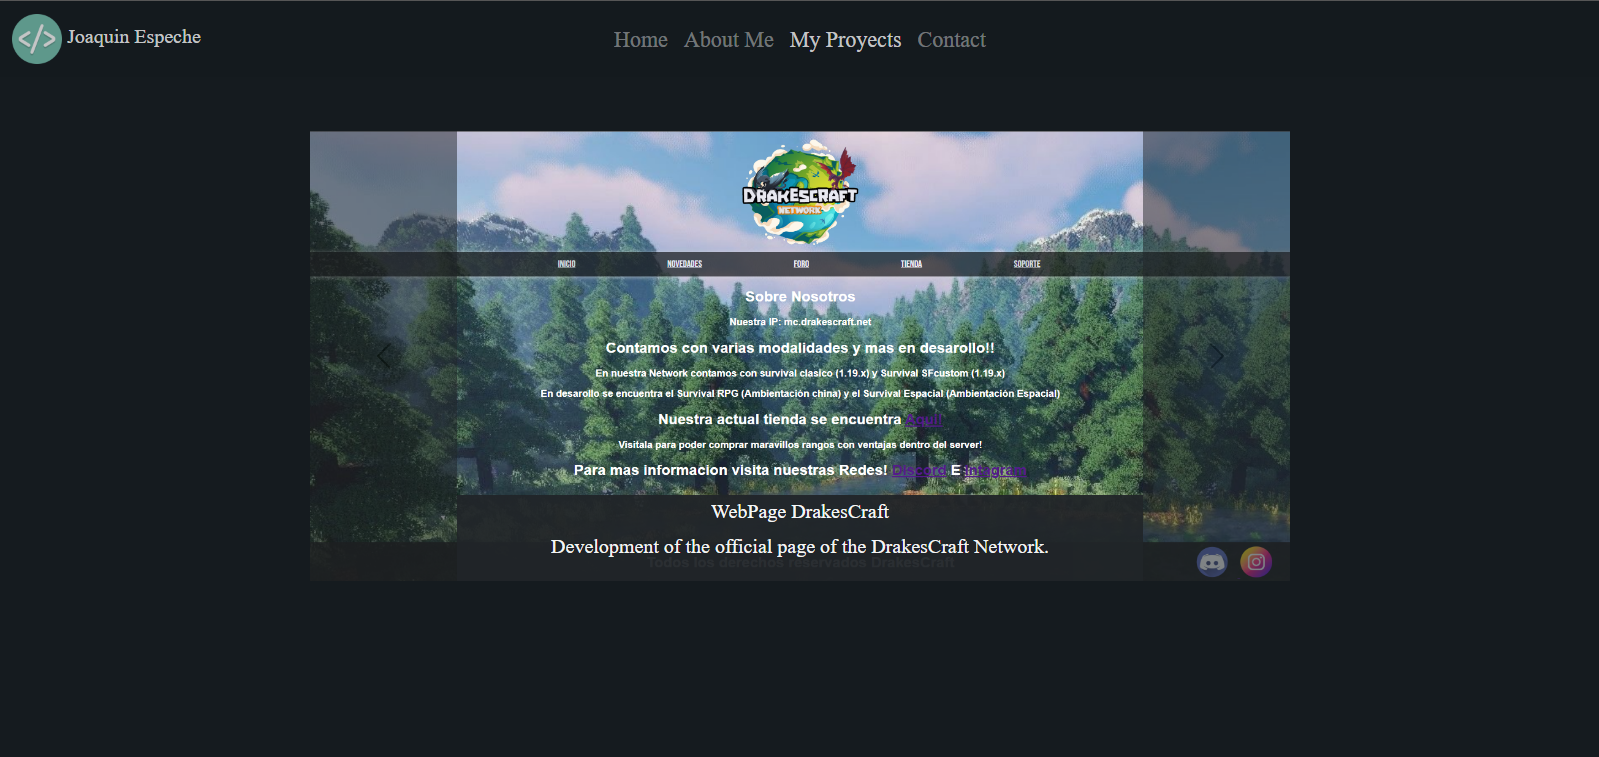 </> Joaquin Espeche
Home About Me My Proyects Contact
DRAKESCRAFT
NETWORK
INICIO NOVEDADES FORO TIENDA SOPORTE
Sobre Nosotros
Nuestra IP: mc.drakescraft.net
Contamos con varias modalidades y mas en desarollo!!
En nuestra Network contamos con survival clasico (1.19.x) y Survival SFcustom (1.19.x)
En desarollo se encuentra el Survival RPG (Ambientación china) y el Survival Espacial (Ambientación Espacial)
Nuestra actual tienda se encuentra Aqui!!
Visitala para poder comprar maravillos rangos con ventajas dentro del server!
Para mas informacion visita nuestras Redes! Discord E
WebPage DrakesCraft
Development of the official page of the DrakesCraft Network.
Todos los derechos reservados DrakesCraft